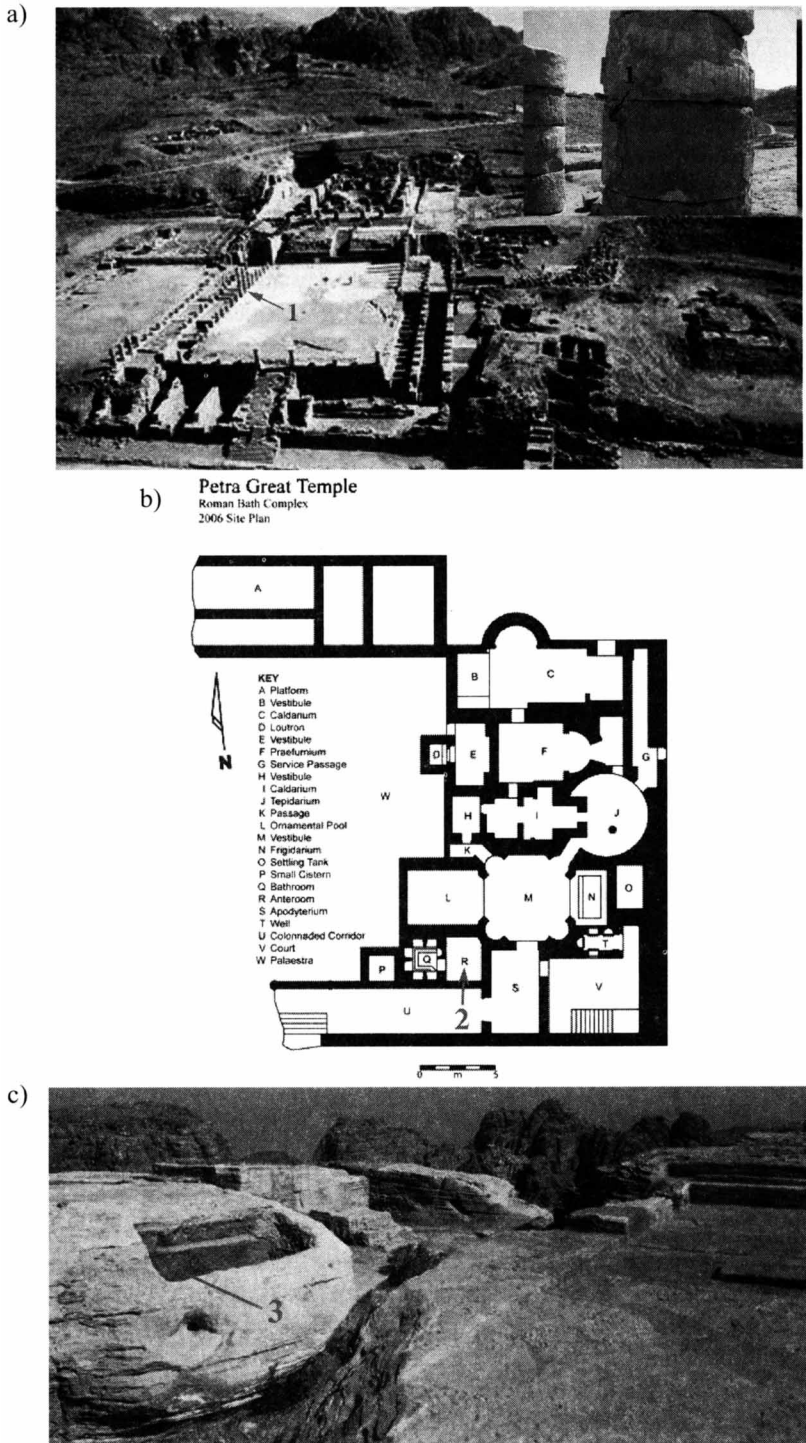 a)
1
1
b)
Petra Great Temple
Roman Bath Complex
2006 Site Plan
A
B
C
KEY
A Platform
B Vestibule
C Caldarium
D Loutron
E Vestibule
F Praefurnium
G Service Passage
H Vestibule
I Caldarium
J Tepidarium
K Passage
L Ornamental Pool
M Vestibule
N Frigidarium
O Settling Tank
P Small Cistern
Q Bathroom
R Anteroom
S Apodyterium
T Well
U Colonnaded Corridor
V Court
W Palaestra
N
D
E
F
G
W
H
I
J
K
L
M
N
O
P
Q
R
S
T
U
V
2
0 m 5
c)
3